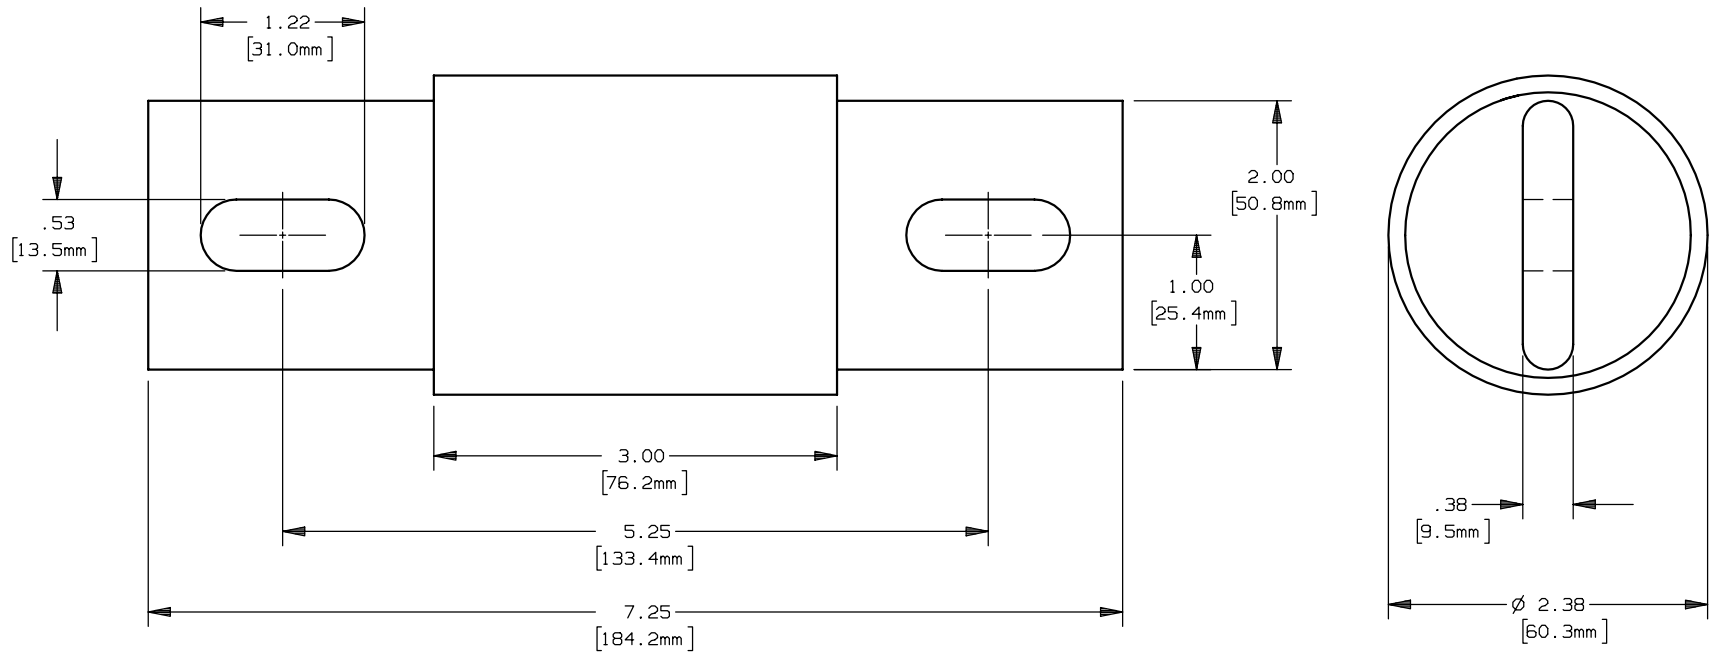 1.22
[31.0mm]
.53
[13.5mm]
2.00
[50.8mm]
1.00
[25.4mm]
3.00
[76.2mm]
5.25
[133.4mm]
7.25
[184.2mm]
.38
[9.5mm]
Ø 2.38
[60.3mm]